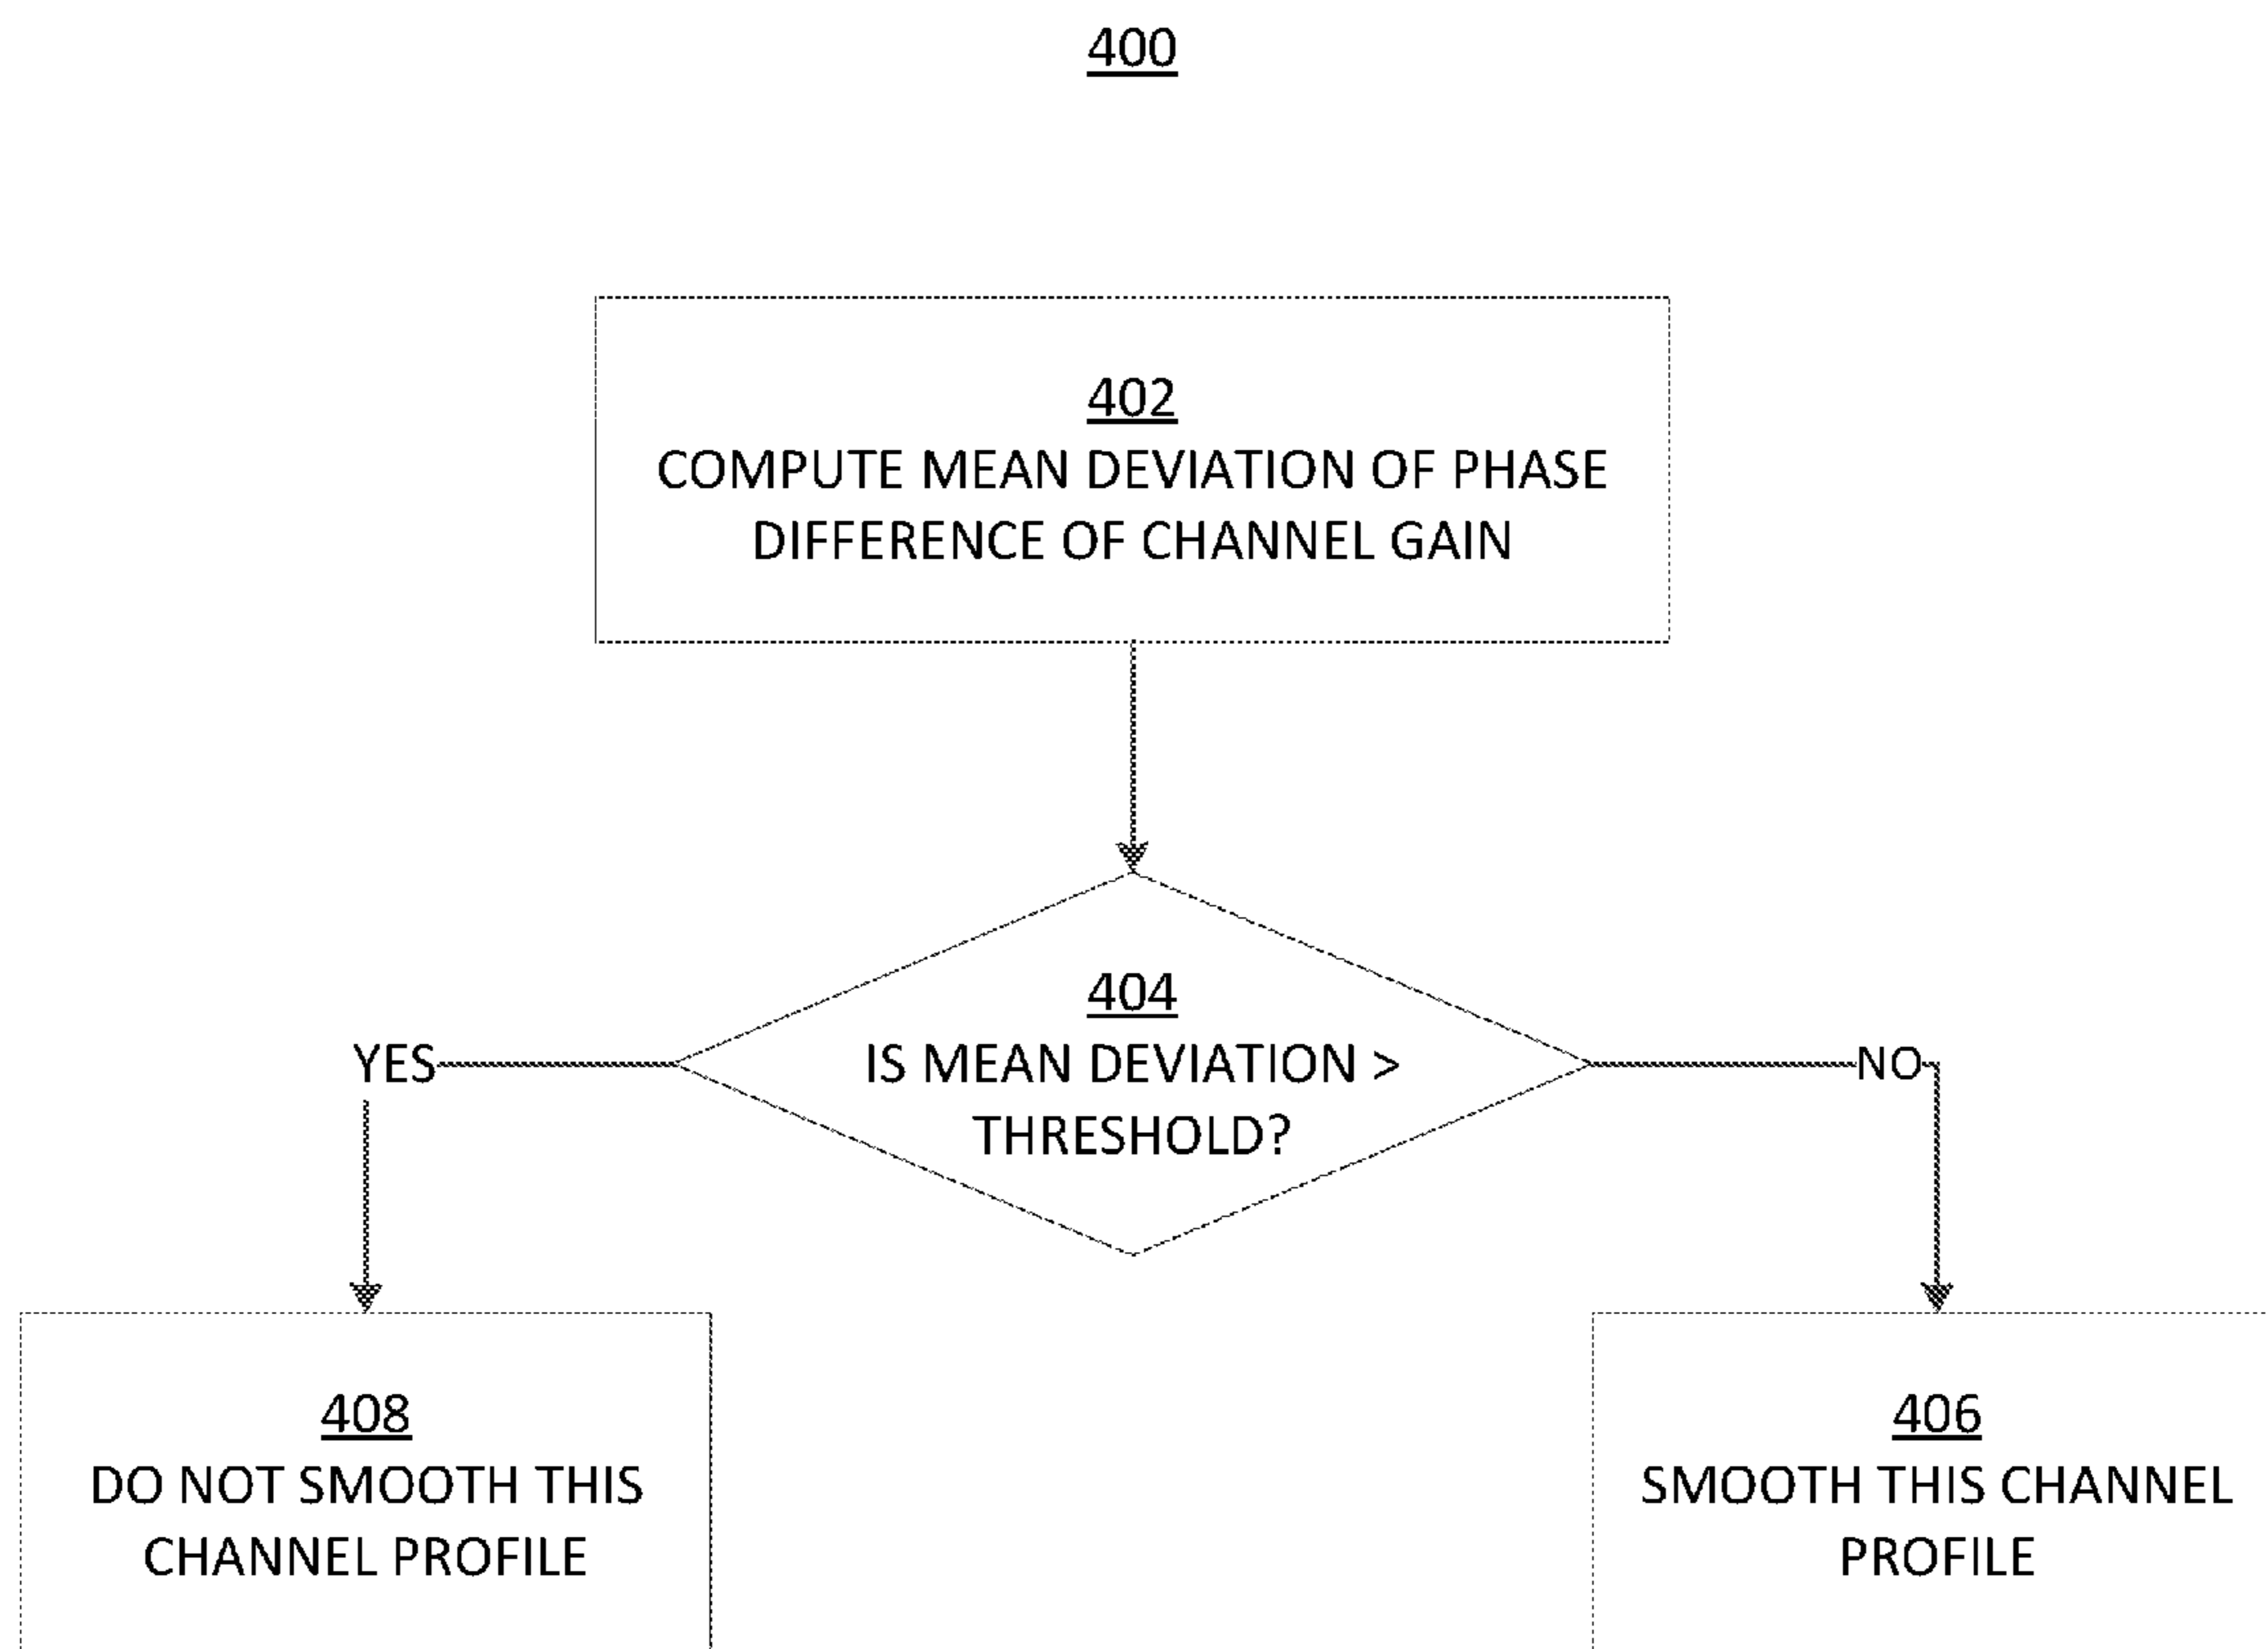 400
402
COMPUTE MEAN DEVIATION OF PHASE
DIFFERENCE OF CHANNEL GAIN
404
IS MEAN DEVIATION >
THRESHOLD?
YES
NO
408
DO NOT SMOOTH THIS
CHANNEL PROFILE
406
SMOOTH THIS CHANNEL
PROFILE